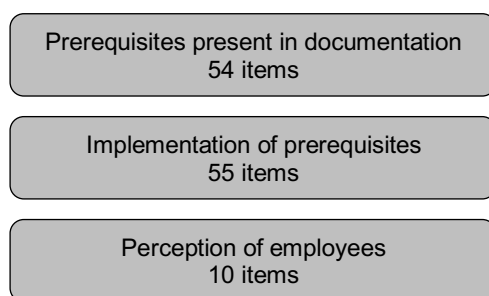 Prerequisites present in documentation
54 items
Implementation of prerequisites
55 items
Perception of employees
10 items